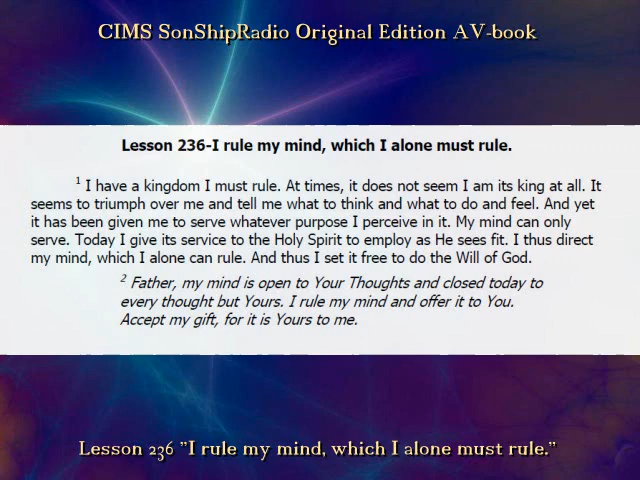 CIMS SonShipRadio Original Edition AV-book
Lesson 236-I rule my mind, which I alone must rule.
1 I have a kingdom I must rule. At times, it does not seem I am its king at all. It
seems to triumph over me and tell me what to think and what to do and feel. And yet
it has been given me to serve whatever purpose I perceive in it. My mind can only
serve. Today I give its service to the Holy Spirit to employ as He sees fit. I thus direct
my mind, which I alone can rule. And thus I set it free to do the Will of God.
2 Father, my mind is open to Your Thoughts and closed today to
every thought but Yours. I rule my mind and offer it to You.
Accept my gift, for it is Yours to me.
Lesson 236 "I rule my mind, which I alone must rule."